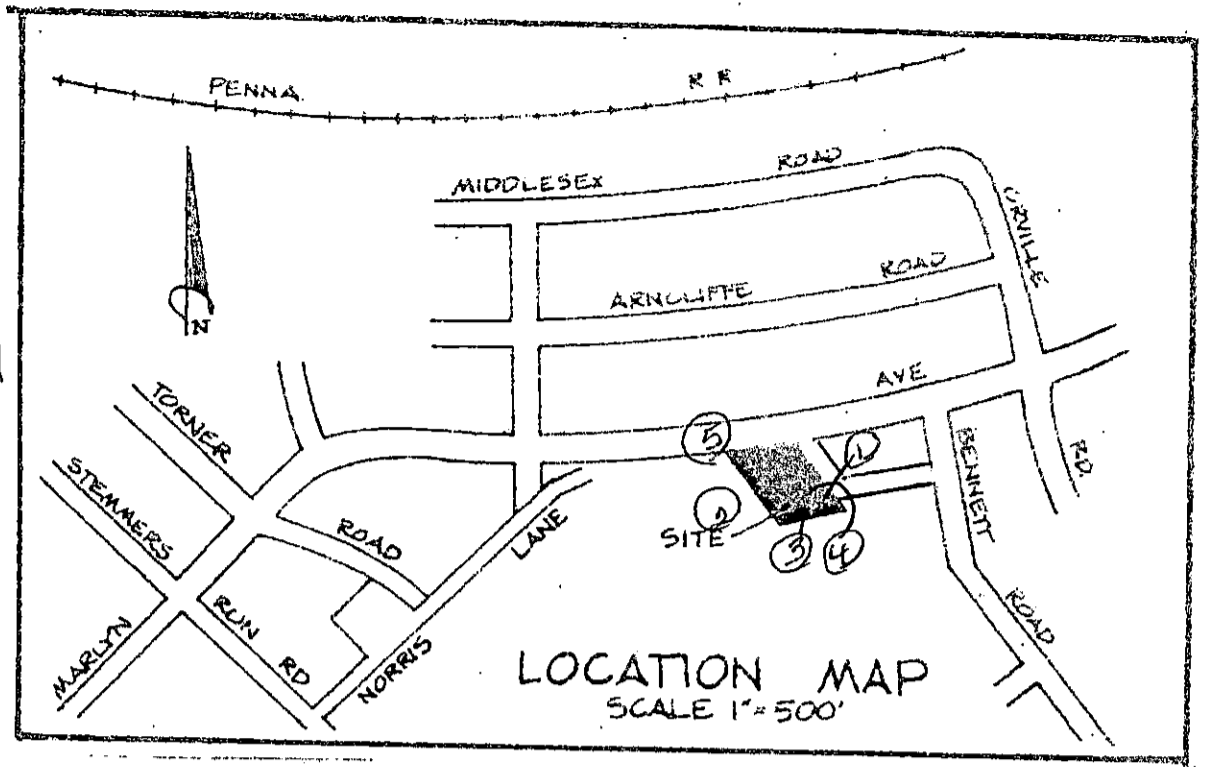 PENNA. R R
MIDDLESEX ROAD
ORVILLE RD.
ARNCLIFFE ROAD
N
AVE
TORNER ROAD
STEMMERS RUN RD
MARLYN
NORRIS LANE
BENNETT ROAD
5
1
2
SITE
3
4
LOCATION MAP
SCALE 1"=500'